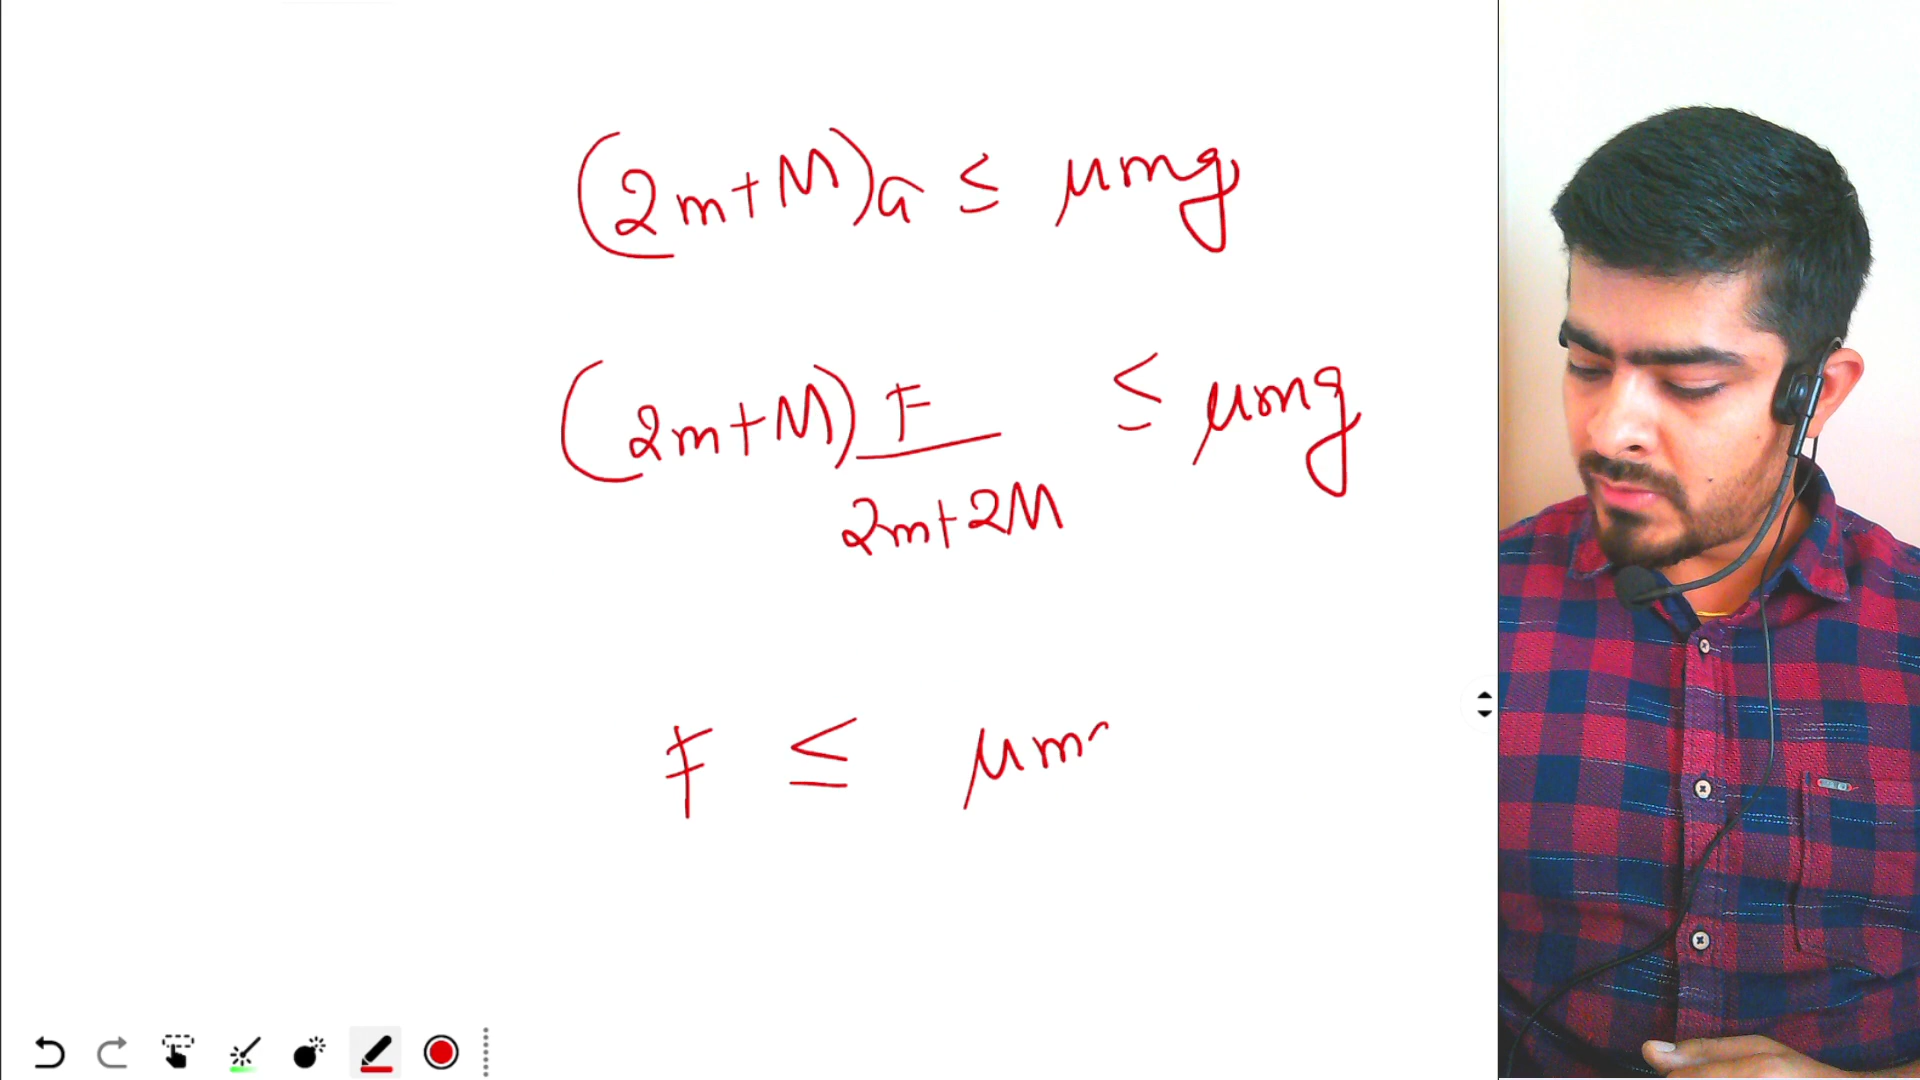 (2m+M)a ≤ μmg
(2m+M) F/2m+2M ≤ μmg
F ≤ μm